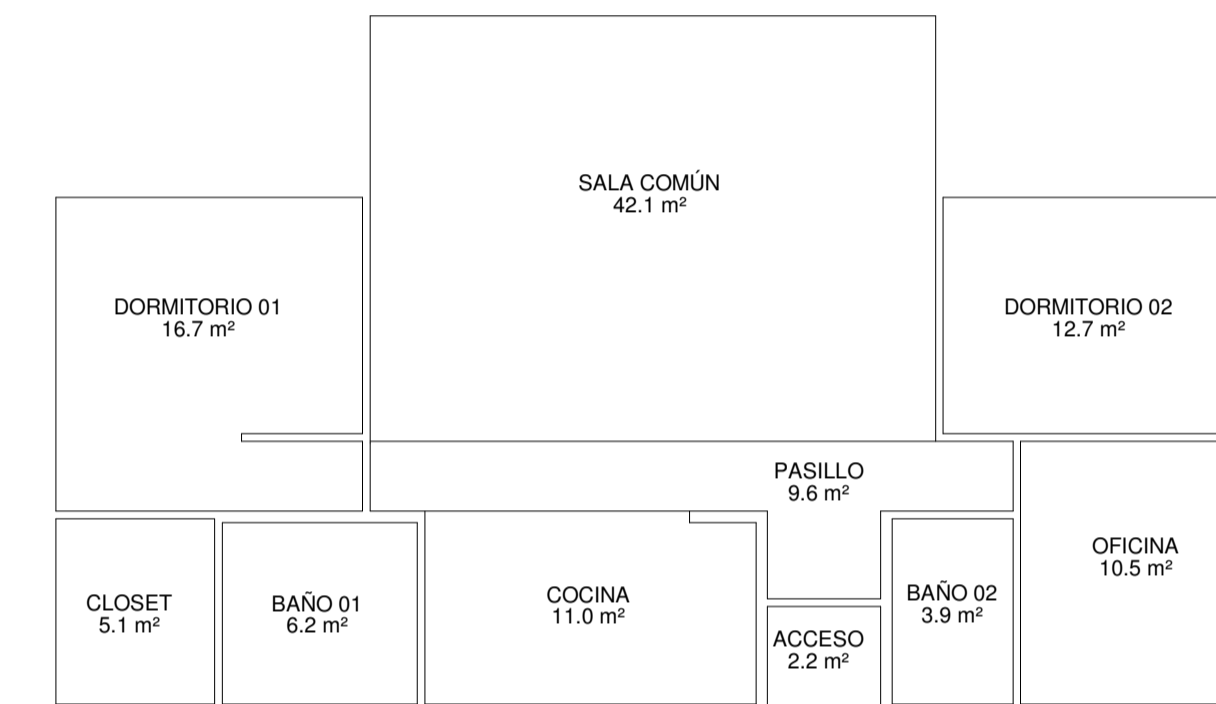 SALA COMÚN
42.1 m²
DORMITORIO 01
16.7 m²
DORMITORIO 02
12.7 m²
PASILLO
9.6 m²
OFICINA
10.5 m²
CLOSET
5.1 m²
BAÑO 01
6.2 m²
COCINA
11.0 m²
BAÑO 02
3.9 m²
ACCESO
2.2 m²